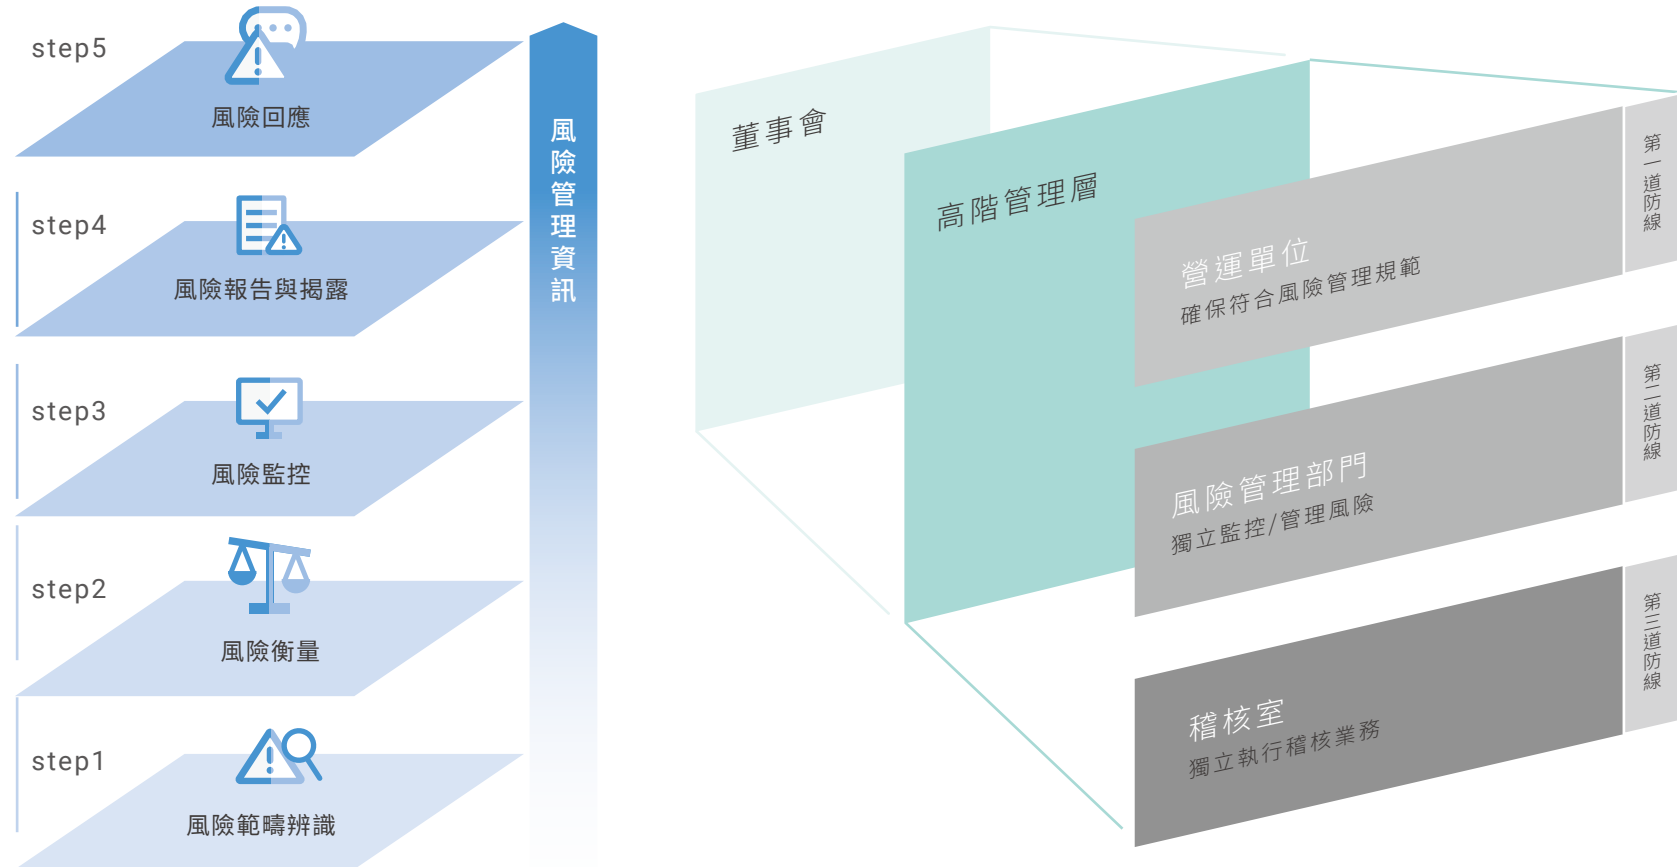 step5
風險回應
step4
風險報告與揭露
step3
風險監控
step2
風險衡量
step1
風險範疇辨識
風險管理資訊
董事會
高階管理層
營運單位
確保符合風險管理規範
第一道防線
風險管理部門
獨立監控/管理風險
第二道防線
稽核室
獨立執行稽核業務
第三道防線